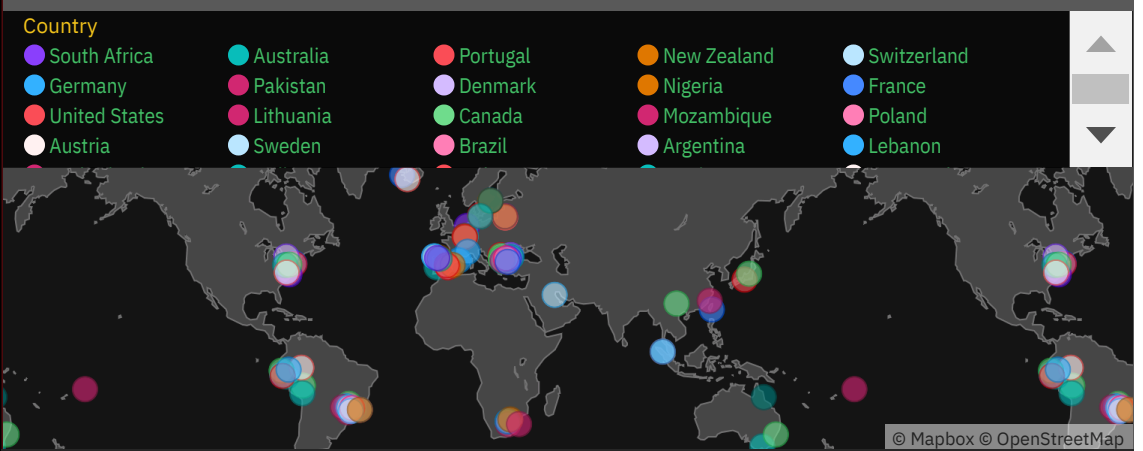 Country
South Africa Australia Portugal New Zealand Switzerland
Germany Pakistan Denmark Nigeria France
United States Lithuania Canada Mozambique Poland
Austria Sweden Brazil Argentina Lebanon
© Mapbox © OpenStreetMap